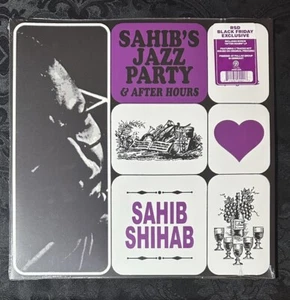 SAHIB'S
JAZZ
PARTY
& AFTER HOURS
RSD
BLACK FRIDAY
EXCLUSIVE
SAHIB
SHIHAB